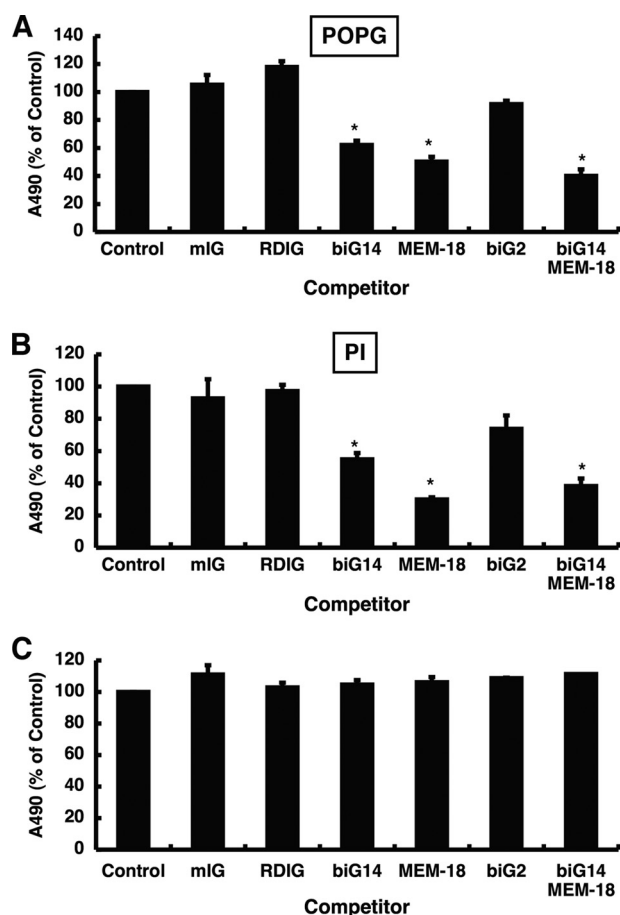 A
POPG
A490 (% of Control)
140
120
100
80
60
40
20
0
*
*
*
Control mIG RDIG biG14 MEM-18 biG2 biG14
MEM-18
Competitor
B
PI
A490 (% of Control)
120
100
80
60
40
20
0
*
*
*
Control mIG RDIG biG14 MEM-18 biG2 biG14
MEM-18
Competitor
C
A490 (% of Control)
120
100
80
60
40
20
0
Control mIG RDIG biG14 MEM-18 biG2 biG14
MEM-18
Competitor